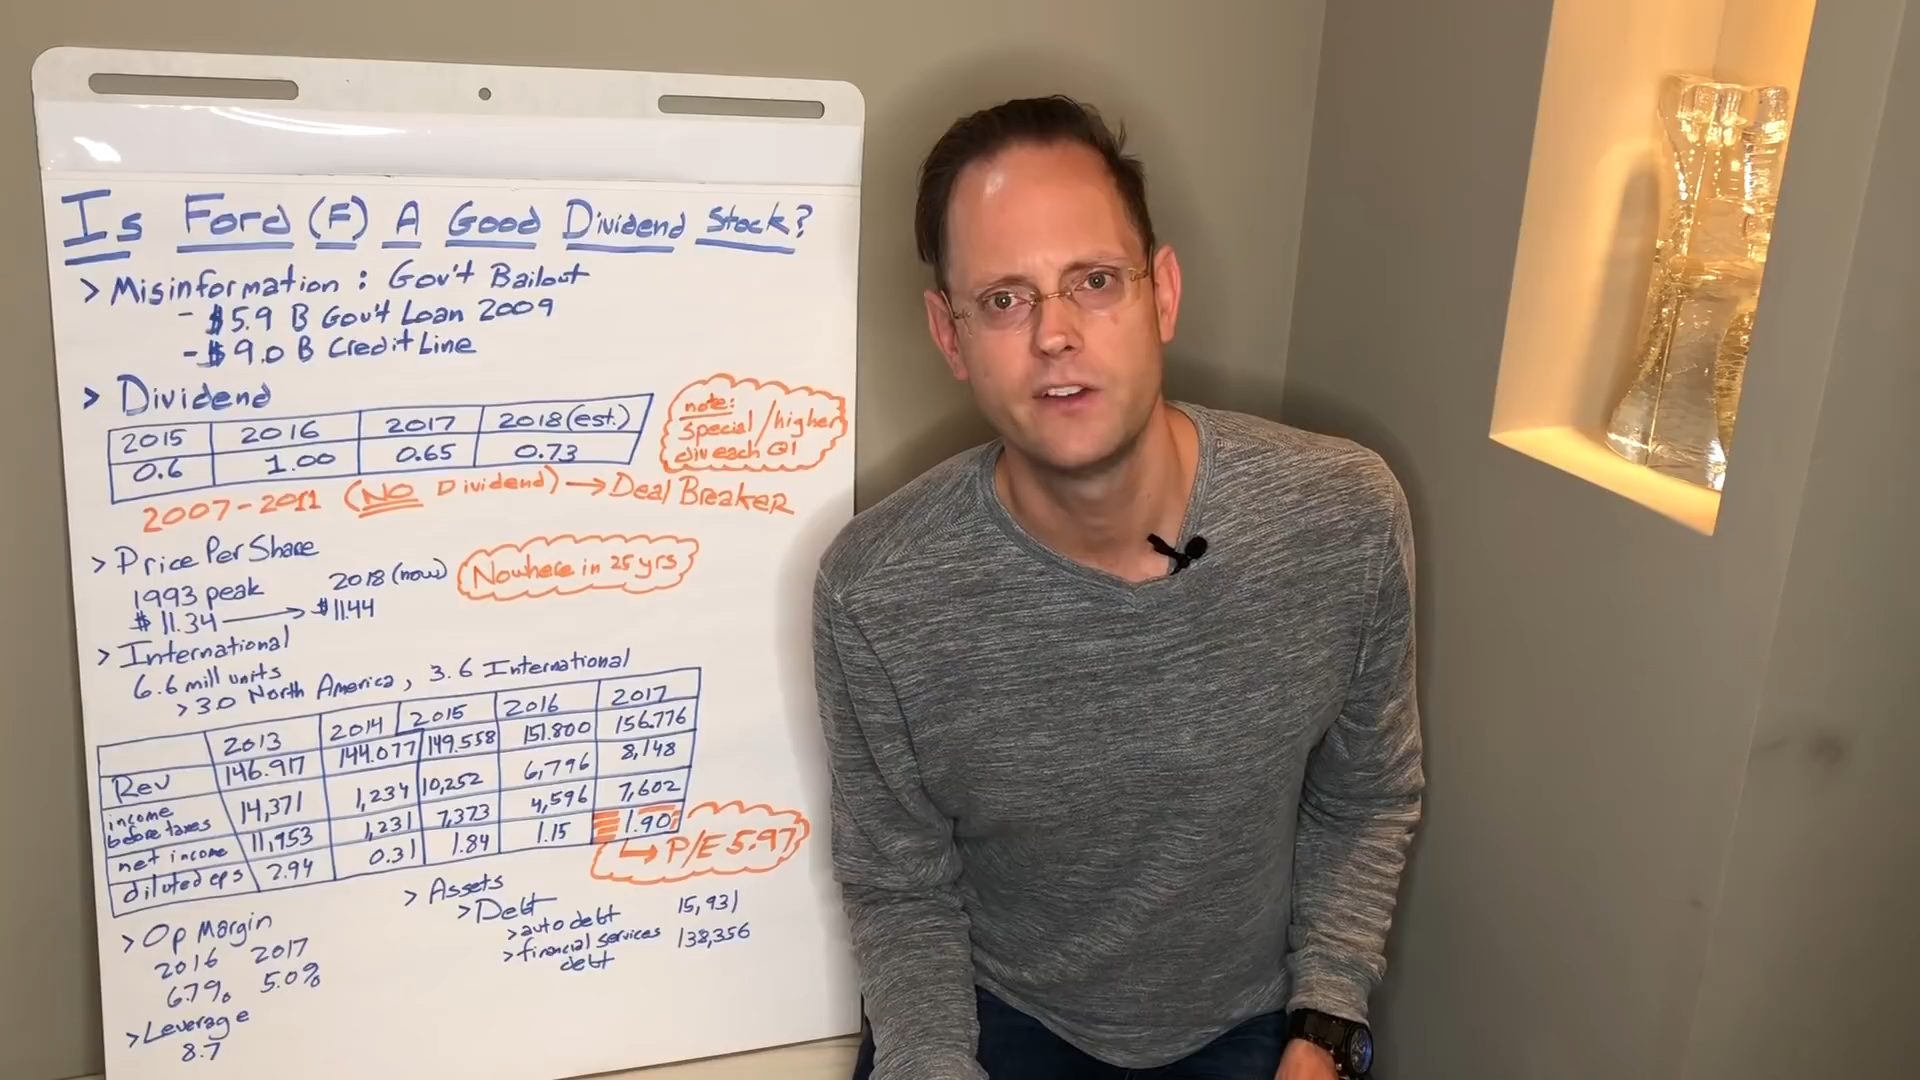 Is Ford (F) A Good Dividend Stock?
> Misinformation : Gov't Bailout
- $5.9 B Gov't Loan 2009
- $9.0 B Credit Line
> Dividend
2015 2016 2017 2018 (est.)
0.6 1.00 0.65 0.73
note:
special/higher
div each Q1
2007-2011 (NO Dividend) → Deal Breaker
> Price Per Share
1993 peak 2018 (now)
$11.34 → $11.44
Nowhere in 25 yrs
> International
6.6 mill units
> 3.0 North America, 3.6 International
2013 2014 2015 2016 2017
Rev 146.917 144.077 149.558 151.800 156.776
income before taxes 14,371 1,234 10,252 6,796 8,148
net income 11,953 1,231 7,373 4,596 7,602
diluted eps 2.94 0.31 1.84 1.15 1.90
→ P/E 5.97
> Op Margin
2016 2017
6.7% 5.0%
> Leverage
8.7
> Assets
> Debt
> auto debt 15,931
> financial services 138,356
debt